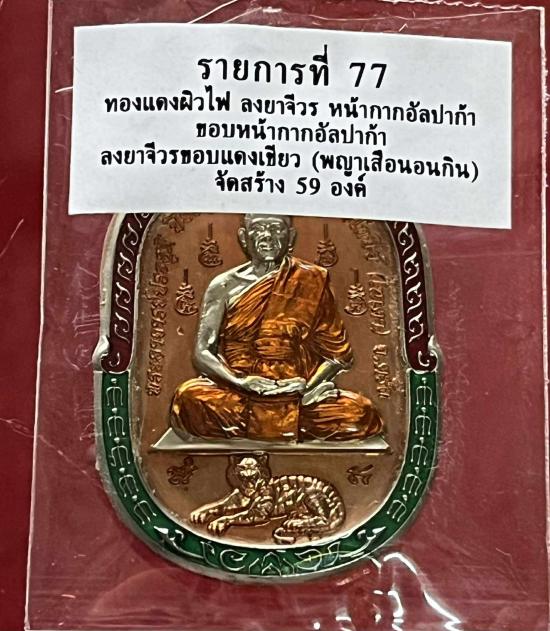 รายการที่ 77
ทองแดงผิวไฟ ลงยาจีวร หน้ากากอัลปาก้า
ขอบหน้ากากอัลปาก้า
ลงยาจีวรขอบแดงเขียว (พญาเสือนอนกิน)
จัดสร้าง 59 องค์